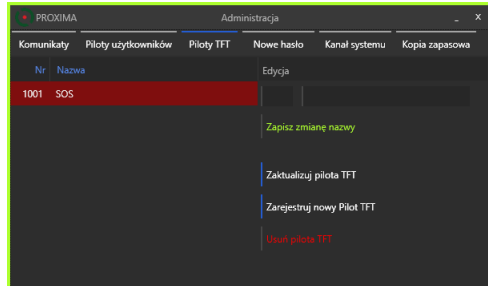 PROXIMA Administracja _ x
Komunikaty Piloty użytkowników Piloty TFT Nowe hasło Kanał systemu Kopia zapasowa
Nr Nazwa Edycja
1001 SOS
Zapisz zmianę nazwy
Zaktualizuj pilota TFT
Zarejestruj nowy Pilot TFT
Usuń pilota TFT